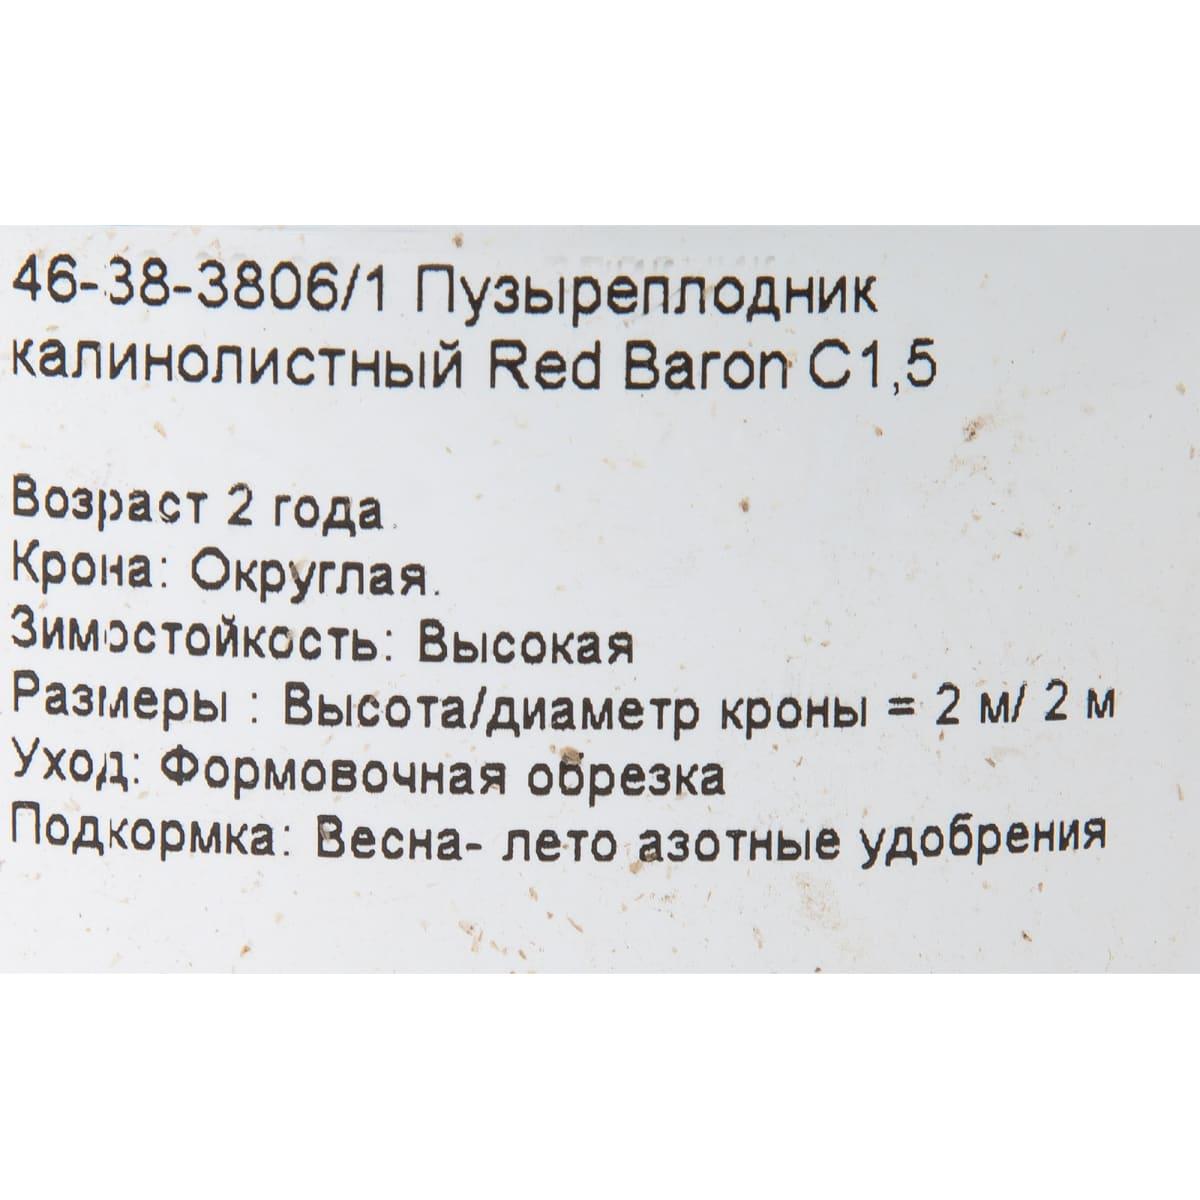 46-38-3806/1 Пузыреплодник
калинолистный Red Baron C1,5
Возраст 2 года.
Крона: Округлая.
Зимостойкость: Высокая
Размеры : Высота/диаметр кроны = 2 м/ 2 м
Уход: Формовочная обрезка
Подкормка: Весна- лето азотные удобрения